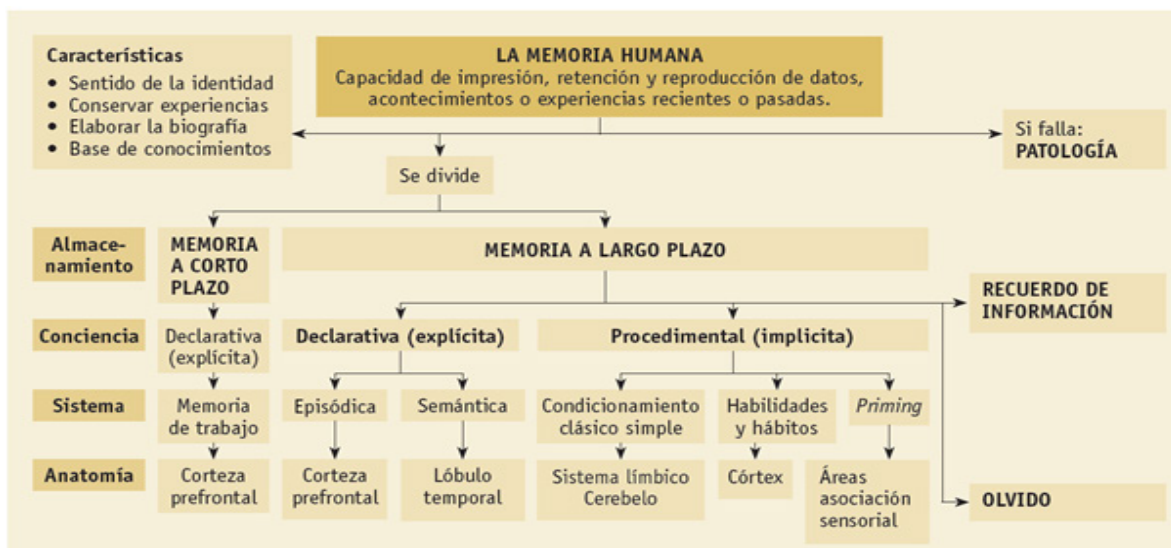 Características
• Sentido de la identidad
• Conservar experiencias
• Elaborar la biografía
• Base de conocimientos
LA MEMORIA HUMANA
Capacidad de impresión, retención y reproducción de datos,
acontecimientos o experiencias recientes o pasadas.
Si falla:
PATOLOGÍA
Se divide
Almace-
namiento
MEMORIA
A CORTO
PLAZO
MEMORIA A LARGO PLAZO
RECUERDO DE
INFORMACIÓN
Conciencia
Declarativa
(explícita)
Declarativa (explícita)
Procedimental (implicita)
Sistema
Memoria
de trabajo
Episódica
Semántica
Condicionamiento
clásico simple
Habilidades
y hábitos
Priming
Anatomía
Corteza
prefrontal
Corteza
prefrontal
Lóbulo
temporal
Sistema límbico
Cerebelo
Córtex
Áreas
asociación
sensorial
OLVIDO